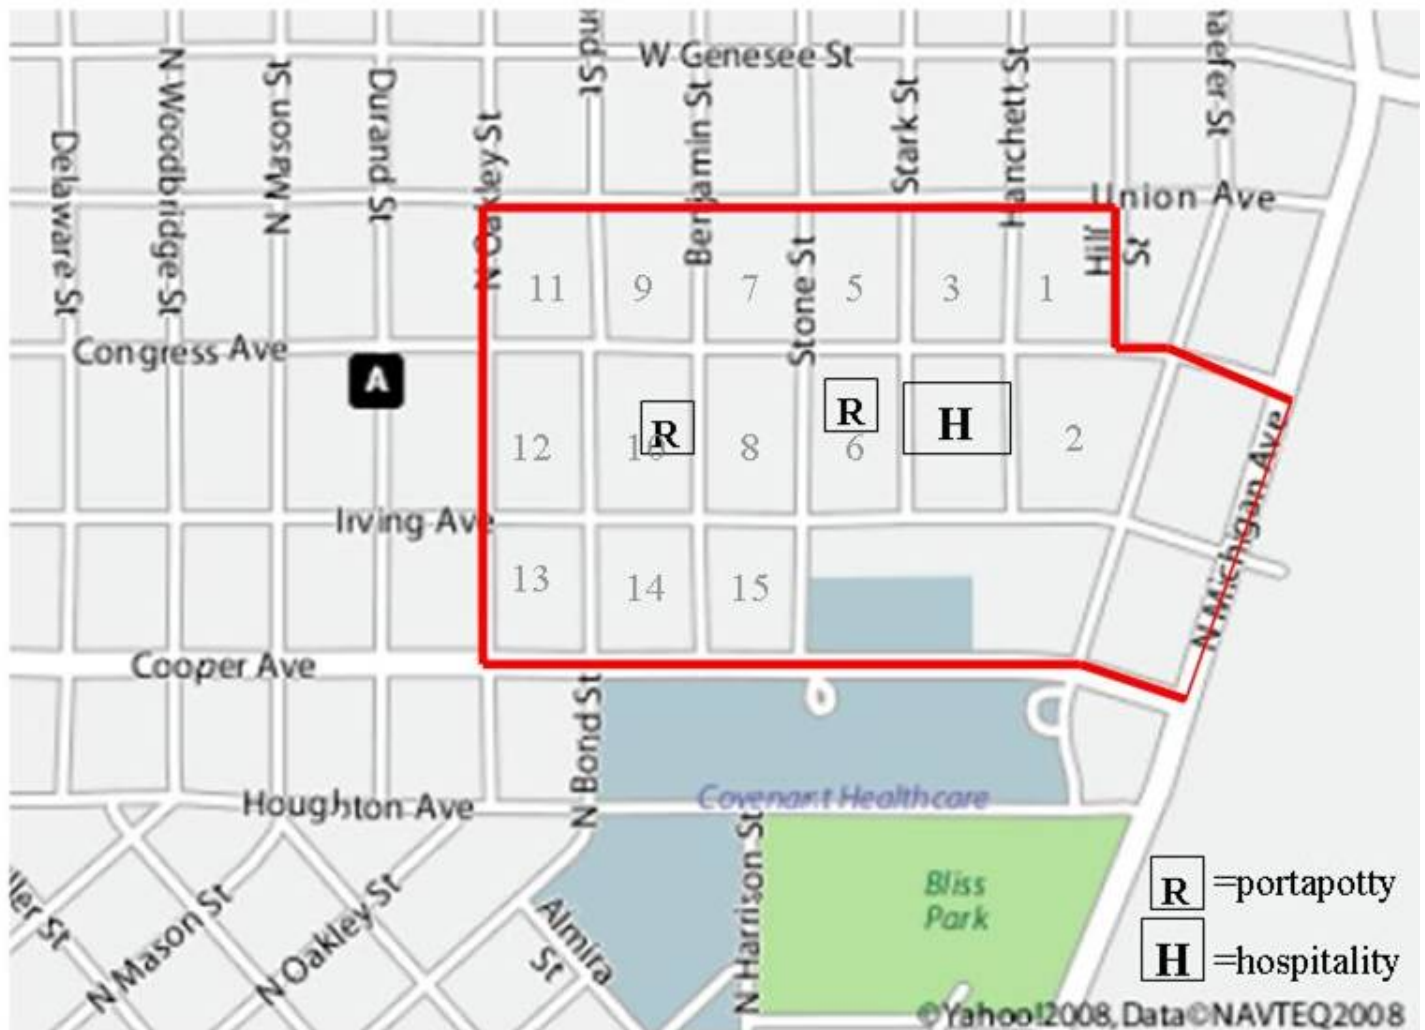 W Genesee St
Delaware St
N Woodbridge St
N Mason St
Durand St
N Oakley St
Benjamin St
Stark St
Hanchett St
Union Ave
Stone St
Hill St
11 9 7 5 3 1
Congress Ave
A
R R H
12 8 6 2
Irving Ave
N Michigan Ave
13 14 15
Cooper Ave
N Bond St
Houghton Ave
Covenant Healthcare
N Mason St
N Oakley St
Almira St
N Harrison St
Bliss
Park
R =portapotty
H =hospitality
©Yahoo!2008, Data©NAVTEQ2008